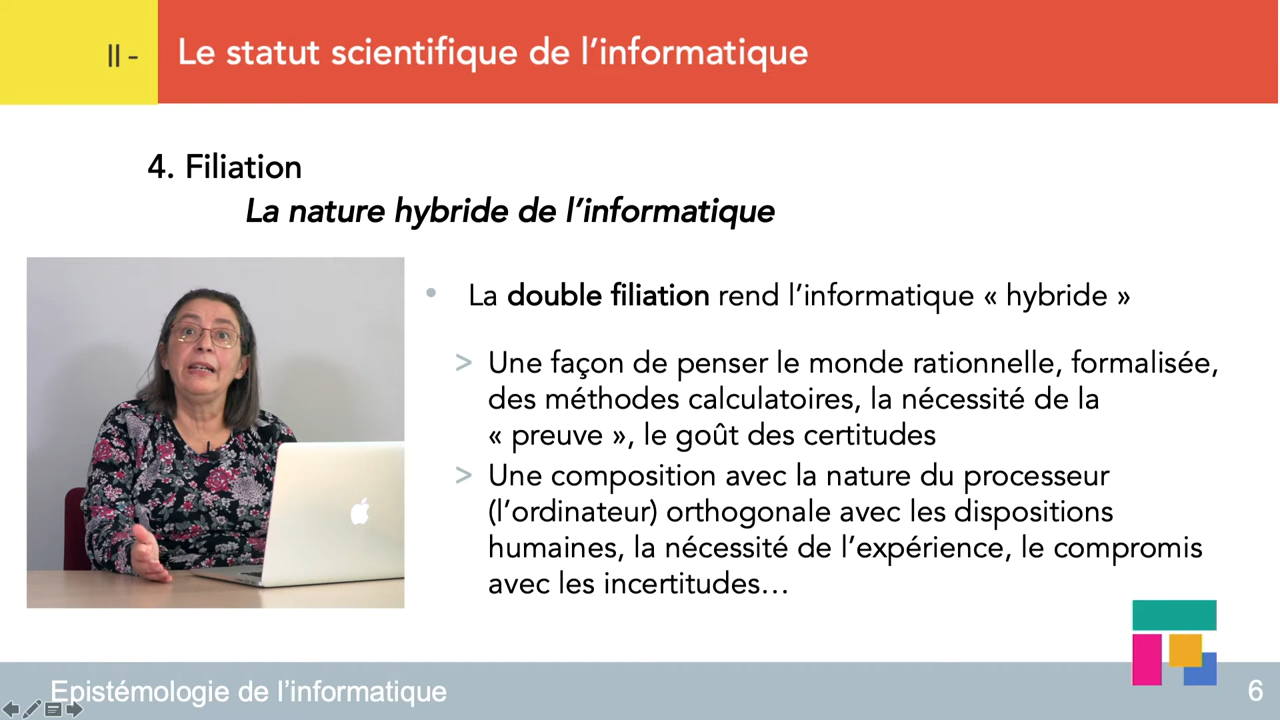 II -
Le statut scientifique de l’informatique
4. Filiation
La nature hybride de l’informatique
• La double filiation rend l’informatique « hybride »
> Une façon de penser le monde rationnelle, formalisée,
des méthodes calculatoires, la nécessité de la
« preuve », le goût des certitudes
> Une composition avec la nature du processeur
(l’ordinateur) orthogonale avec les dispositions
humaines, la nécessité de l’expérience, le compromis
avec les incertitudes…
Epistémologie de l’informatique
6